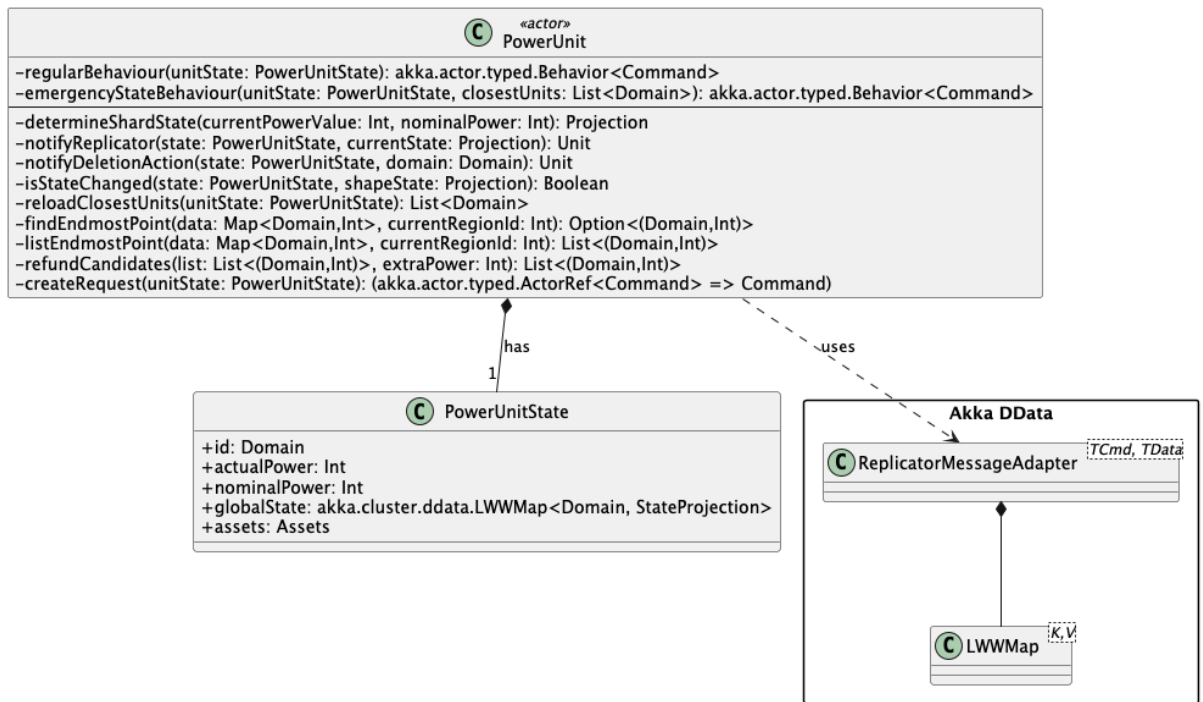 C «actor»
PowerUnit
-regularBehaviour(unitState: PowerUnitState): akka.actor.typed.Behavior<Command>
-emergencyStateBehaviour(unitState: PowerUnitState, closestUnits: List<Domain>): akka.actor.typed.Behavior<Command>
-determineShardState(currentPowerValue: Int, nominalPower: Int): Projection
-notifyReplicator(state: PowerUnitState, currentState: Projection): Unit
-notifyDeletionAction(state: PowerUnitState, domain: Domain): Unit
-isStateChanged(state: PowerUnitState, shapeState: Projection): Boolean
-reloadClosestUnits(unitState: PowerUnitState): List<Domain>
-findEndmostPoint(data: Map<Domain,Int>, currentRegionId: Int): Option<(Domain,Int)>
-listEndmostPoint(data: Map<Domain,Int>, currentRegionId: Int): List<(Domain,Int)>
-refundCandidates(list: List<(Domain,Int)>, extraPower: Int): List<(Domain,Int)>
-createRequest(unitState: PowerUnitState): (akka.actor.typed.ActorRef<Command> => Command)
has
uses
1
C PowerUnitState
+id: Domain
+actualPower: Int
+nominalPower: Int
+globalState: akka.cluster.ddata.LWWMap<Domain, StateProjection>
+assets: Assets
Akka DData
C ReplicatorMessageAdapter TCmd, TData
C LWWMap K,V